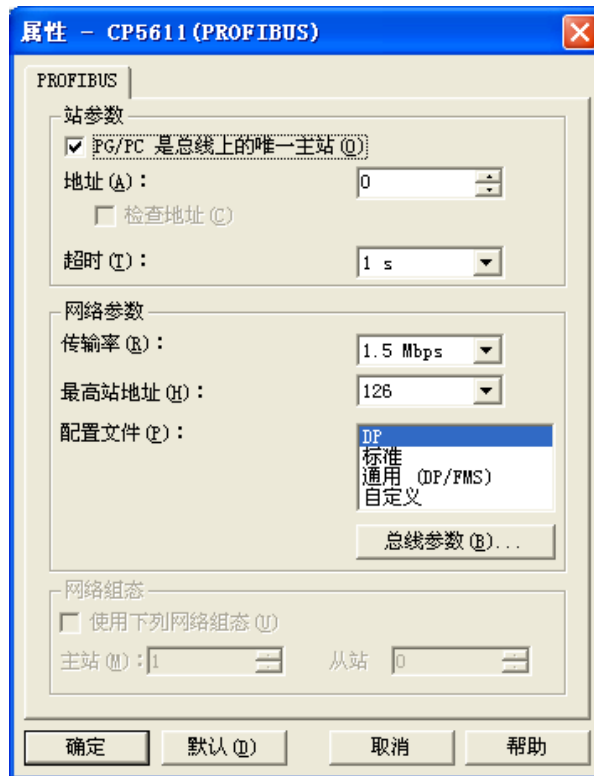 属性 - CP5611(PROFIBUS)
PROFIBUS
站参数
PG/PC 是总线上的唯一主站(O)
地址(A): 0
检查地址(C)
超时(T): 1 s
网络参数
传输率(R): 1.5 Mbps
最高站地址(H): 126
配置文件(P): DP
标准
通用 (DP/FMS)
自定义
总线参数(B)...
网络组态
使用下列网络组态(U)
主站(M): 1 从站 0
确定 默认(D) 取消 帮助